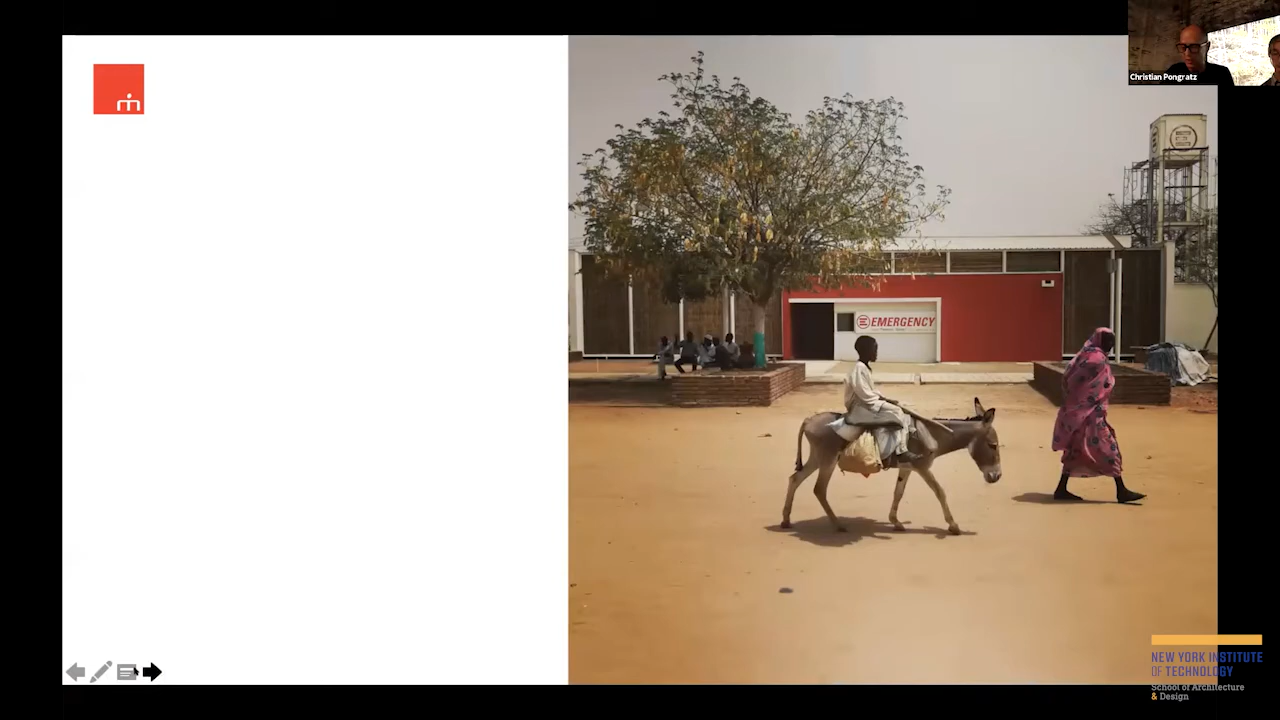 Christian Pongratz
EMERGENCY
NEW YORK INSTITUTE
OF TECHNOLOGY
School of Architecture
& Design